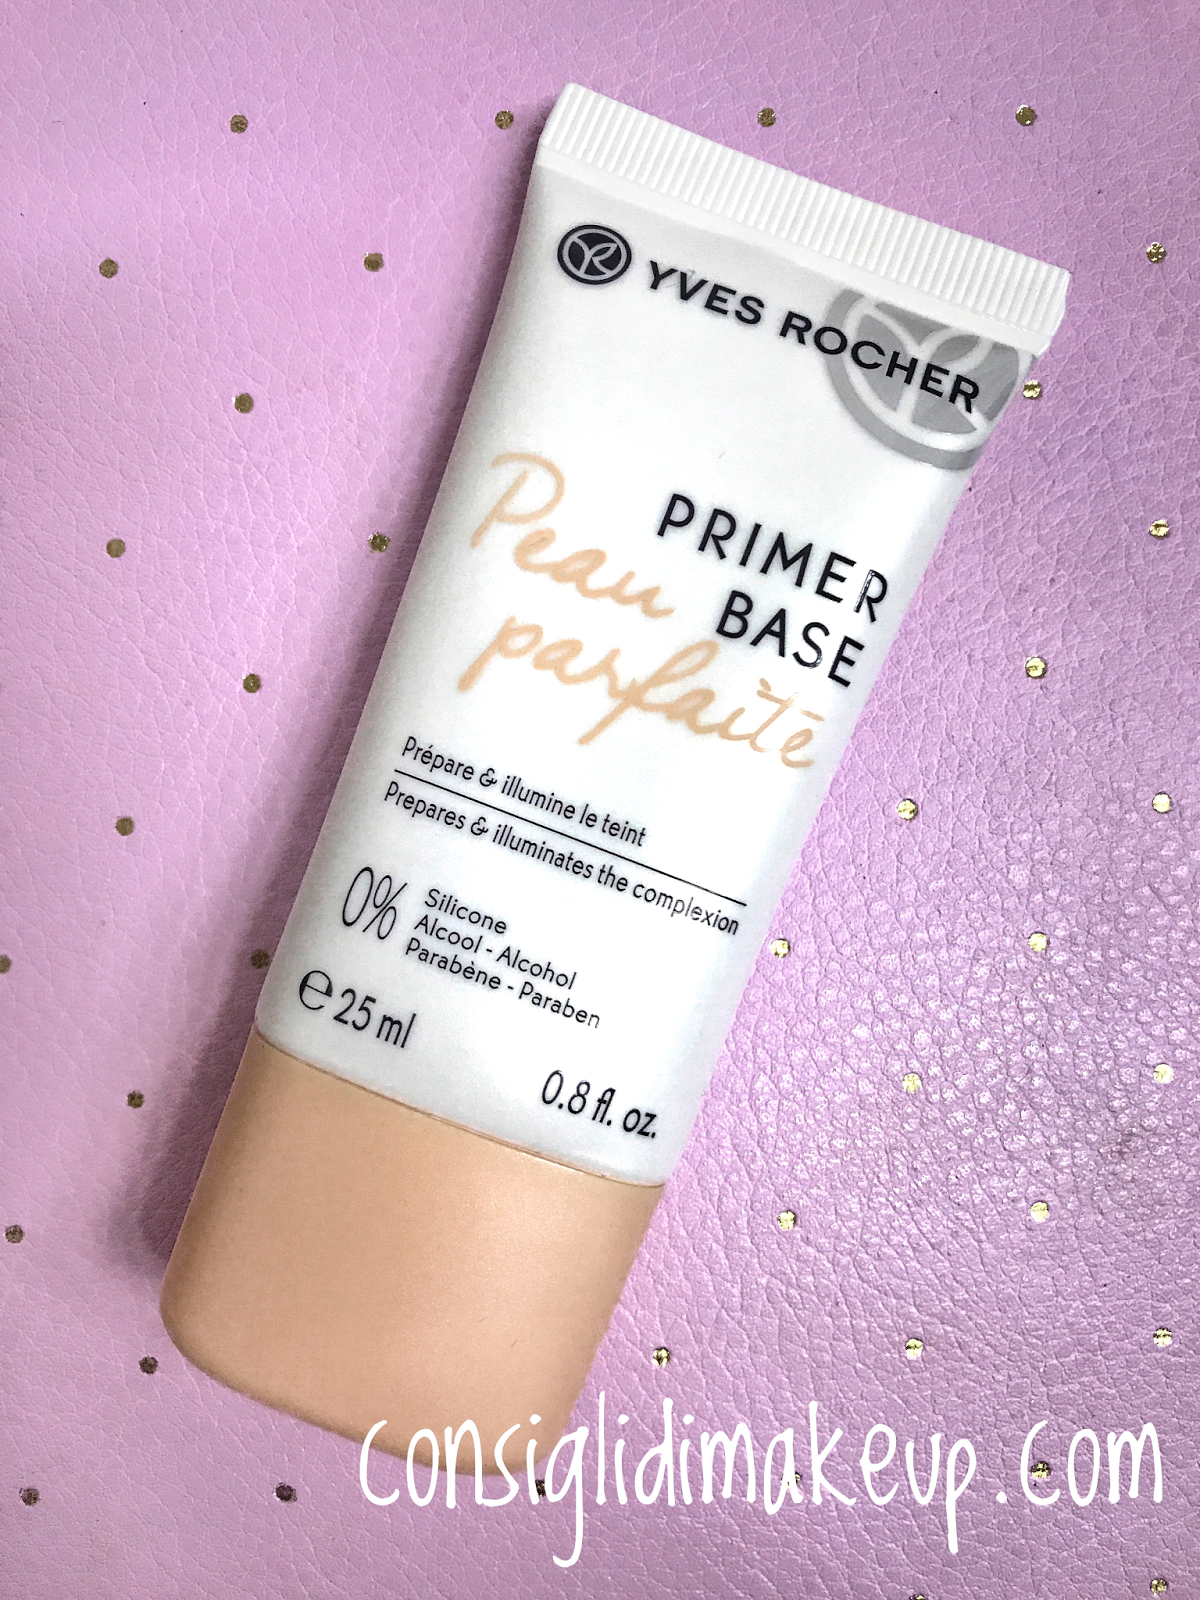 YVES ROCHER
PRIMER
BASE
Peau
parfaite
Prépare & illumine le teint
Prepares & illuminates the complexion
0% Silicone
Alcool - Alcohol
Parabène - Paraben
℮ 25 ml
0.8 fl. oz.
consiglidimakeup.com